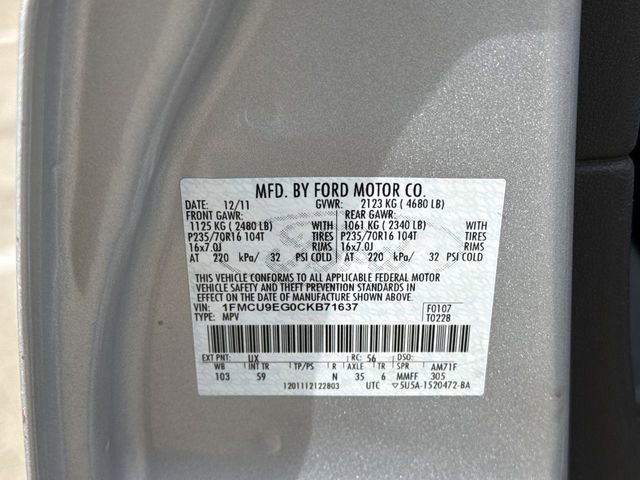 MFD. BY FORD MOTOR CO.
DATE: 12/11 GVWR: 2123 KG ( 4680 LB)
FRONT GAWR: REAR GAWR:
1125 KG ( 2480 LB) WITH 1061 KG ( 2340 LB) WITH
P235/70R16 104T TIRES P235/70R16 104T TIRES
16x7.0J RIMS 16x7.0J RIMS
AT 220 kPa/ 32 PSI COLD AT 220 kPa/ 32 PSI COLD
THIS VEHICLE CONFORMS TO ALL APPLICABLE FEDERAL MOTOR
VEHICLE SAFETY AND THEFT PREVENTION STANDARDS IN
EFFECT ON THE DATE OF MANUFACTURE SHOWN ABOVE.
VIN: 1FMCU9EG0CKB71637 F0107
TYPE: MPV T0228
EXT PNT: UX RC: 56 DSO:
WB INT TR TP/PS R AXLE TR SPR AM71F
103 59 N 35 6 MMFF 305
1201112122803 UTC ▽5U5A-1520472-BA